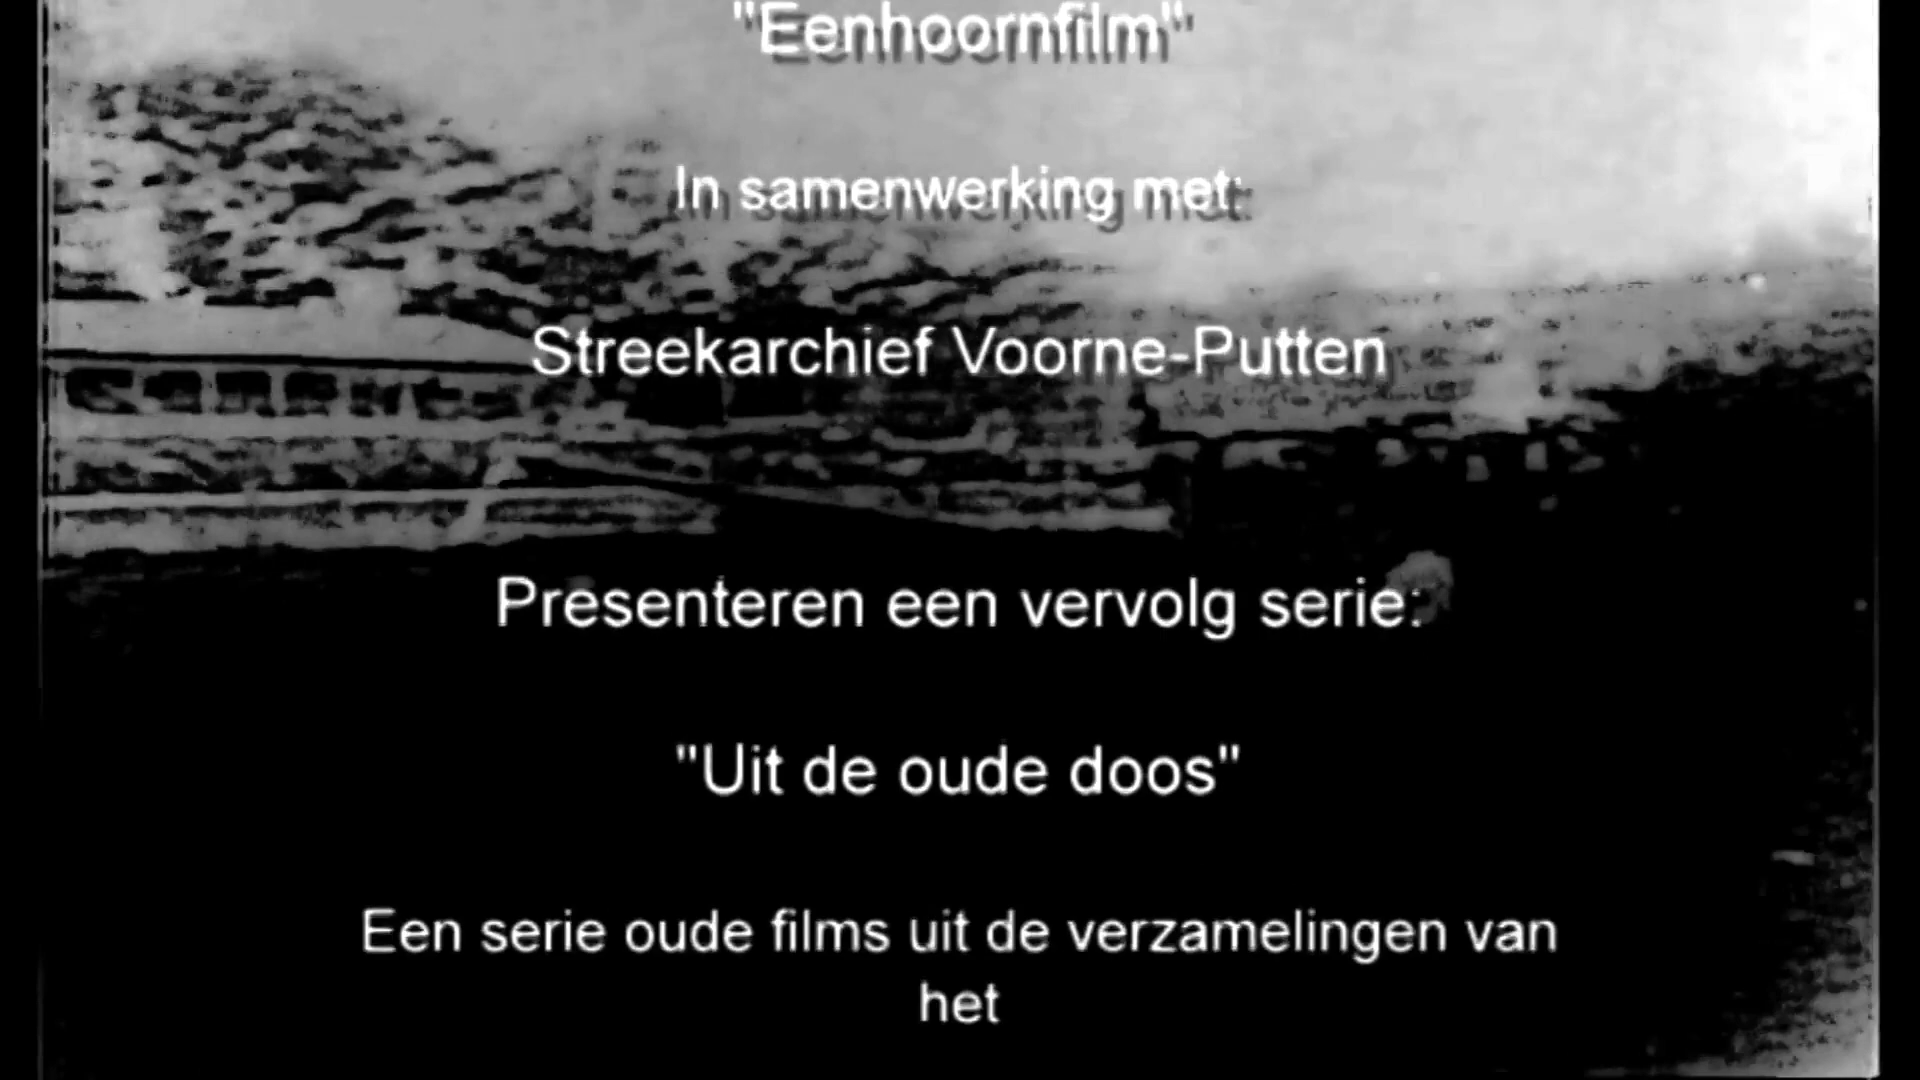 "Eenhoornfilm"
In samenwerking met:
Streekarchief Voorne-Putten
Presenteren een vervolg serie:
"Uit de oude doos"
Een serie oude films uit de verzamelingen van
het